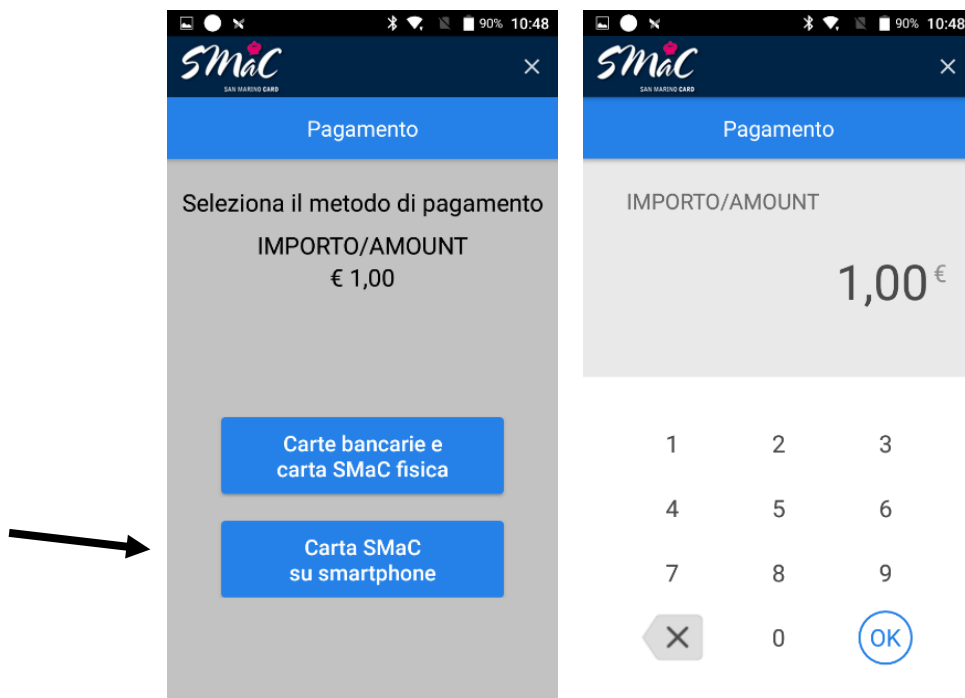 90% 10:48
SMaC
SAN MARINO CARD
Pagamento
Seleziona il metodo di pagamento
IMPORTO/AMOUNT
€ 1,00
Carte bancarie e
carta SMaC fisica
Carta SMaC
su smartphone
90% 10:48
SMaC
SAN MARINO CARD
Pagamento
IMPORTO/AMOUNT
1,00 €
1 2 3
4 5 6
7 8 9
0 OK